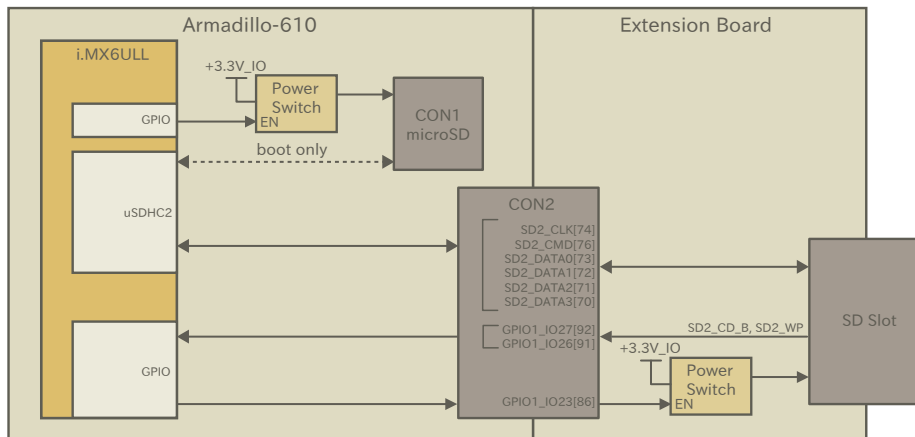 Armadillo-610
Extension Board
i.MX6ULL
+3.3V_IO
Power
Switch
EN
CON1
microSD
GPIO
boot only
uSDHC2
CON2
SD2_CLK[74]
SD2_CMD[76]
SD2_DATA0[73]
SD2_DATA1[72]
SD2_DATA2[71]
SD2_DATA3[70]
GPIO1_IO27[92]
GPIO1_IO26[91]
SD2_CD_B, SD2_WP
SD Slot
+3.3V_IO
Power
Switch
EN
GPIO
GPIO1_IO23[86]